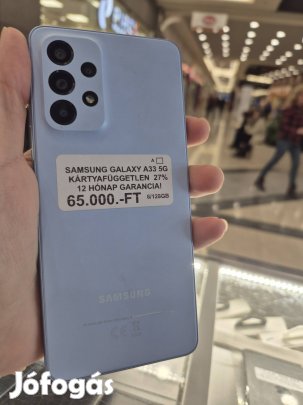 A
SAMSUNG GALAXY A33 5G
KÁRTYAFÜGGETLEN 27%
12 HÓNAP GARANCIA!
65.000.-FT 6/128GB
SAMSUNG
Jófogás